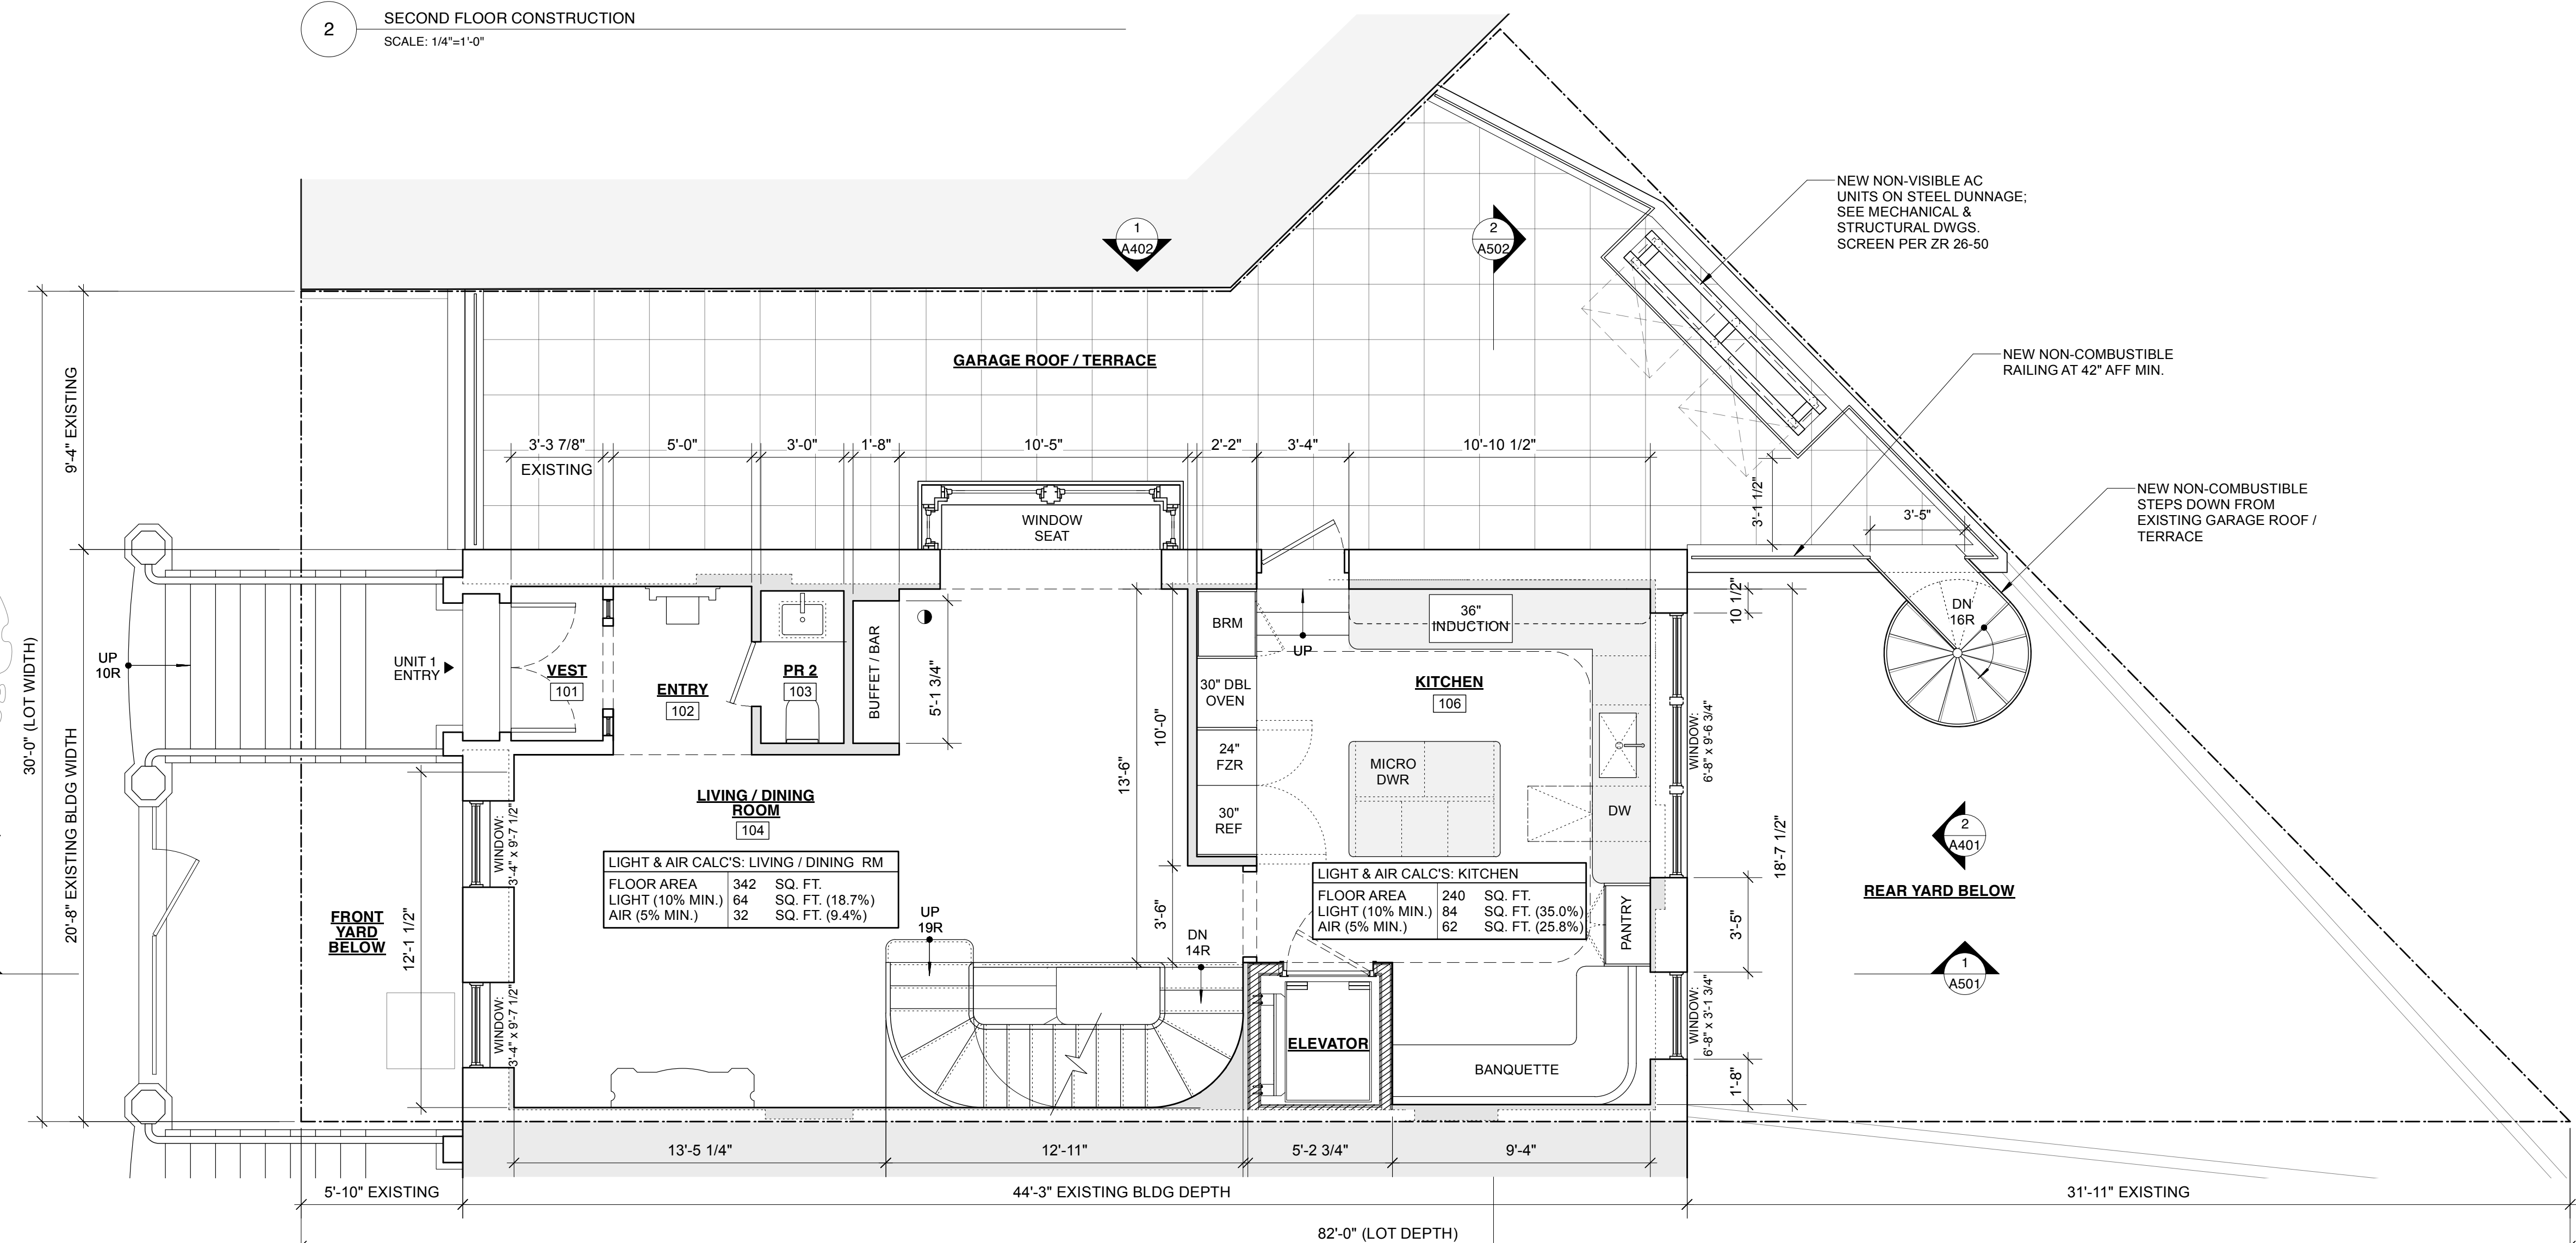 2
SECOND FLOOR CONSTRUCTION
SCALE: 1/4"=1'-0"
NEW NON-VISIBLE AC
UNITS ON STEEL DUNNAGE;
SEE MECHANICAL &
STRUCTURAL DWGS.
SCREEN PER ZR 26-50
1
A402
2
A502
NEW NON-COMBUSTIBLE
RAILING AT 42" AFF MIN.
GARAGE ROOF / TERRACE
NEW NON-COMBUSTIBLE
STEPS DOWN FROM
EXISTING GARAGE ROOF /
TERRACE
3'-3 7/8"
EXISTING
5'-0"
3'-0"
1'-8"
10'-5"
2'-2"
3'-4"
10'-10 1/2"
3'-1 1/2"
3'-5"
9'-4" EXISTING
30'-0" (LOT WIDTH)
20'-8" EXISTING BLDG WIDTH
WINDOW
SEAT
UP
10R
UNIT 1
ENTRY
VEST
101
ENTRY
102
PR 2
103
BUFFET / BAR
5'-1 3/4"
13'-6"
10'-0"
3'-6"
BRM
30" DBL
OVEN
24"
FZR
30"
REF
UP
36"
INDUCTION
KITCHEN
106
MICRO
DWR
DW
PANTRY
10 1/2"
WINDOW:
6'-8" x 9'-6 3/4"
18'-7 1/2"
3'-5"
WINDOW:
6'-8" x 3'-1 3/4"
1'-8"
DN
16R
2
A401
REAR YARD BELOW
1
A501
LIVING / DINING
ROOM
104
LIGHT & AIR CALC'S: LIVING / DINING RM
FLOOR AREA 342 SQ. FT.
LIGHT (10% MIN.) 64 SQ. FT. (18.7%)
AIR (5% MIN.) 32 SQ. FT. (9.4%)
LIGHT & AIR CALC'S: KITCHEN
FLOOR AREA 240 SQ. FT.
LIGHT (10% MIN.) 84 SQ. FT. (35.0%)
AIR (5% MIN.) 62 SQ. FT. (25.8%)
WINDOW:
3'-4" x 9'-7 1/2"
WINDOW:
3'-4" x 9'-7 1/2"
FRONT
YARD
BELOW
12'-1 1/2"
UP
19R
DN
14R
ELEVATOR
BANQUETTE
13'-5 1/4"
12'-11"
5'-2 3/4"
9'-4"
5'-10" EXISTING
44'-3" EXISTING BLDG DEPTH
31'-11" EXISTING
82'-0" (LOT DEPTH)